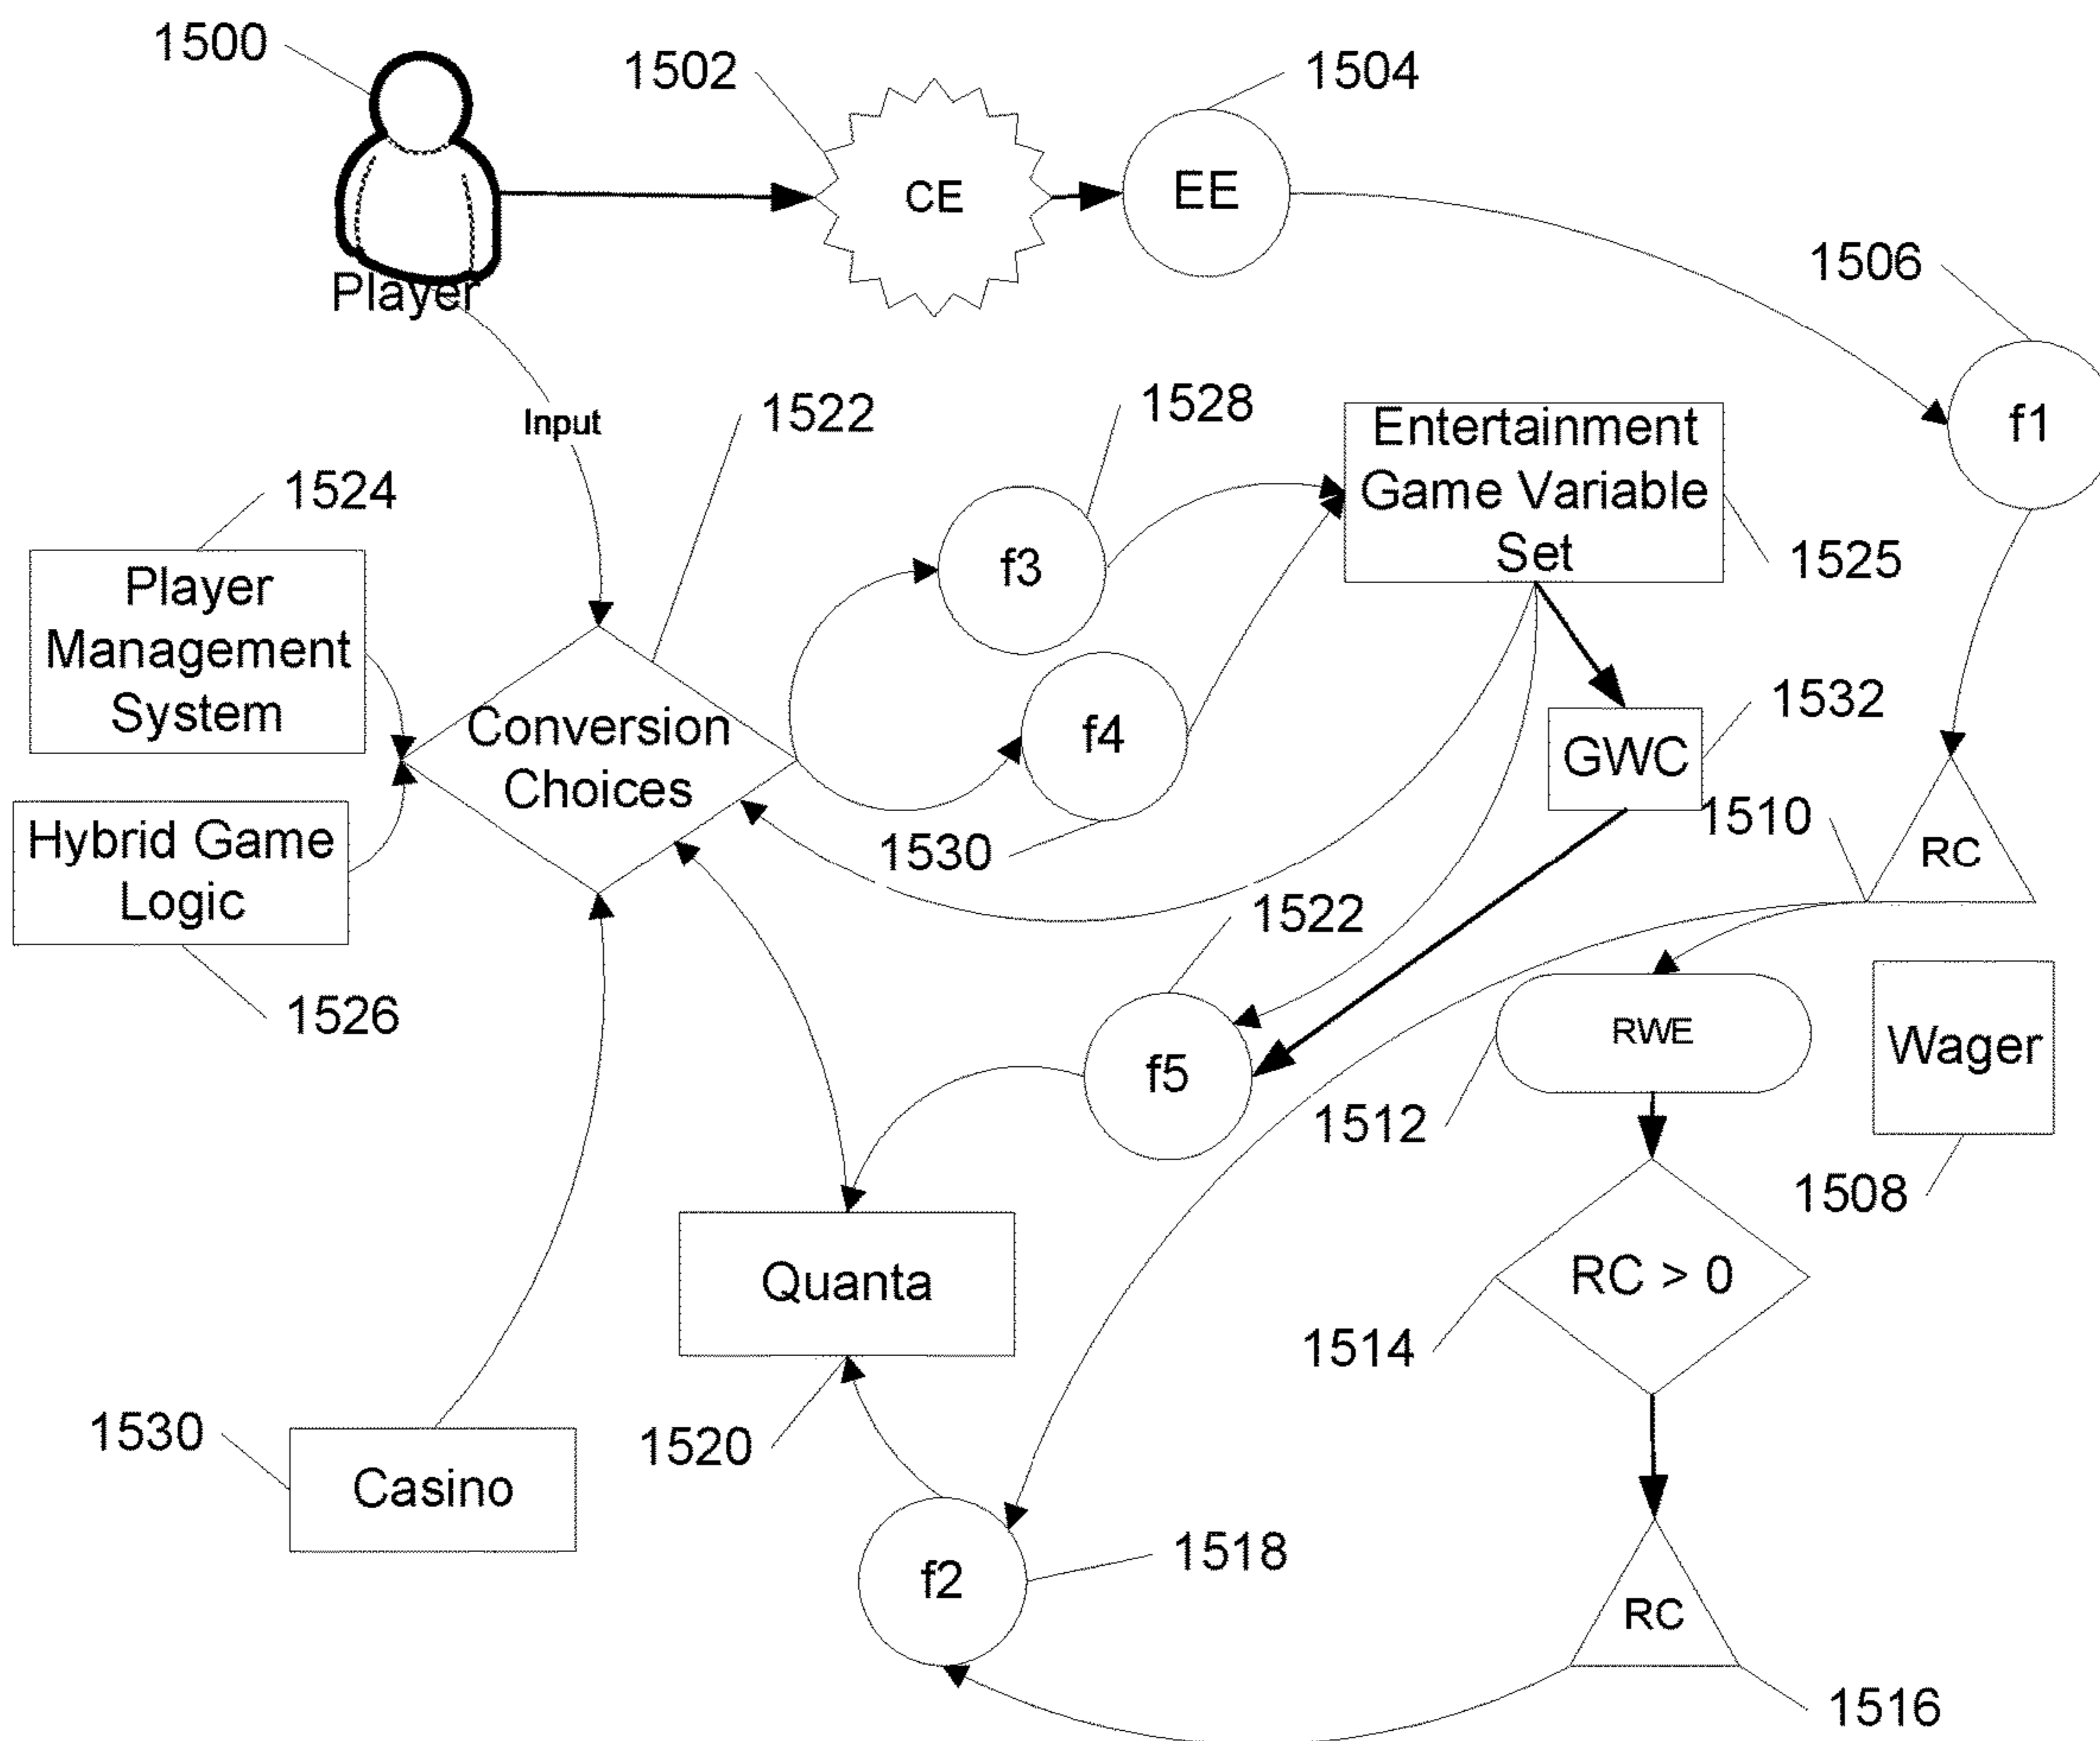 1500
1502
1504
CE
EE
1506
Player
f1
Input
1522
1528
Entertainment
Game Variable
Set
1524
1525
Player
Management
System
f3
1532
Conversion
Choices
f4
GWC
1510
Hybrid Game
Logic
1530
RC
1522
1526
RWE
Wager
f5
1512
1508
Quanta
RC > 0
1514
1530
1520
Casino
1518
f2
RC
1516